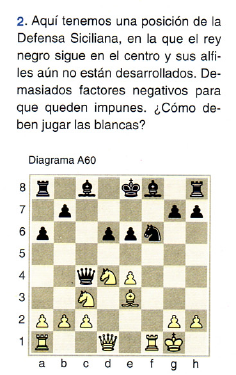 2. Aquí tenemos una posición de la
Defensa Siciliana, en la que el rey
negro sigue en el centro y sus alfi-
les aún no están desarrollados. De-
masiados factores negativos para
que queden impunes. ¿Cómo de-
ben jugar las blancas?
Diagrama A60
8
7
6
5
4
3
2
1
a b c d e f g h